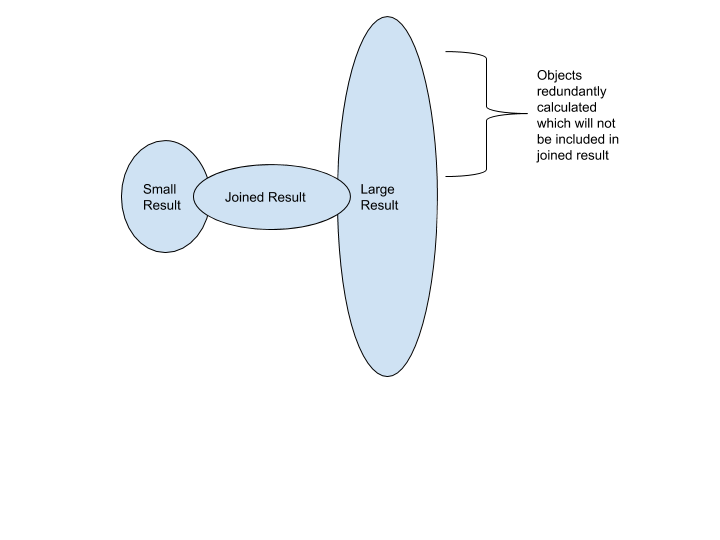 Small
Result
Joined Result
Large
Result
Objects
redundantly
calculated
which will not
be included in
joined result